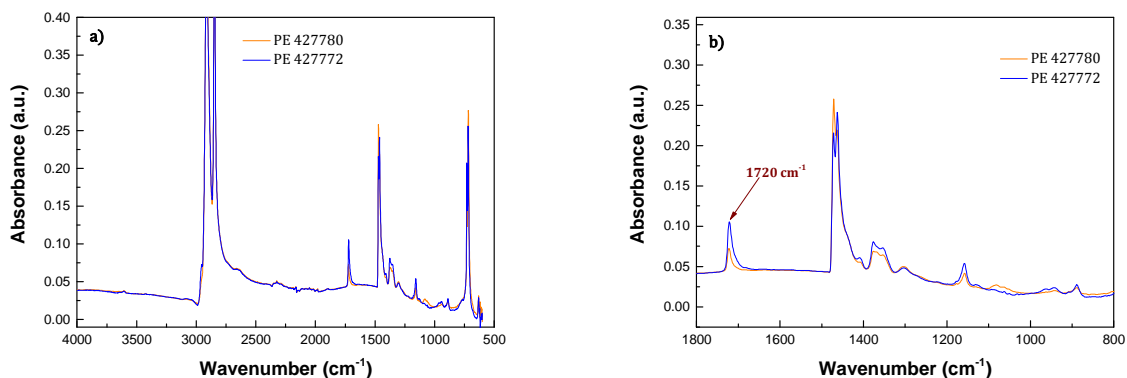 a)
PE 427780
PE 427772
Absorbance (a.u.)
0.40
0.35
0.30
0.25
0.20
0.15
0.10
0.05
0.00
4000 3500 3000 2500 2000 1500 1000 500
Wavenumber (cm⁻¹)
b)
PE 427780
PE 427772
1720 cm⁻¹
Absorbance (a.u.)
0.35
0.30
0.25
0.20
0.15
0.10
0.05
0.00
1800 1600 1400 1200 1000 800
Wavenumber (cm⁻¹)